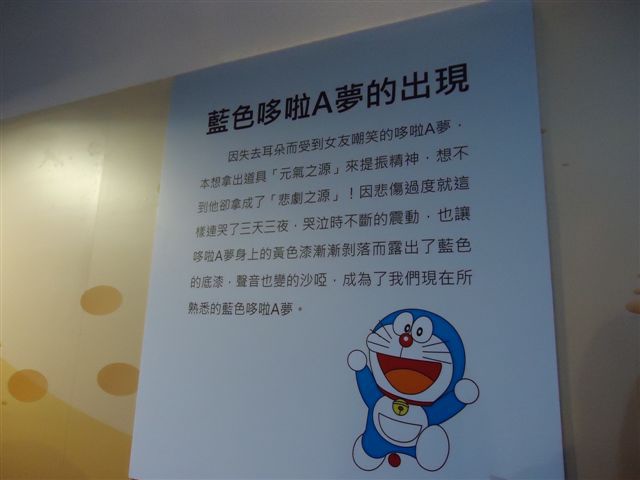 藍色哆啦A夢的出現
因失去耳朵而受到女友嘲笑的哆啦A夢，
本想拿出道具「元氣之源」來提振精神，想不
到他卻拿成了「悲劇之源」！因悲傷過度就這
樣連哭了三天三夜，哭泣時不斷的震動，也讓
哆啦A夢身上的黃色漆漸漸剝落而露出了藍色
的底漆，聲音也變的沙啞，成為了我們現在所
熟悉的藍色哆啦A夢。